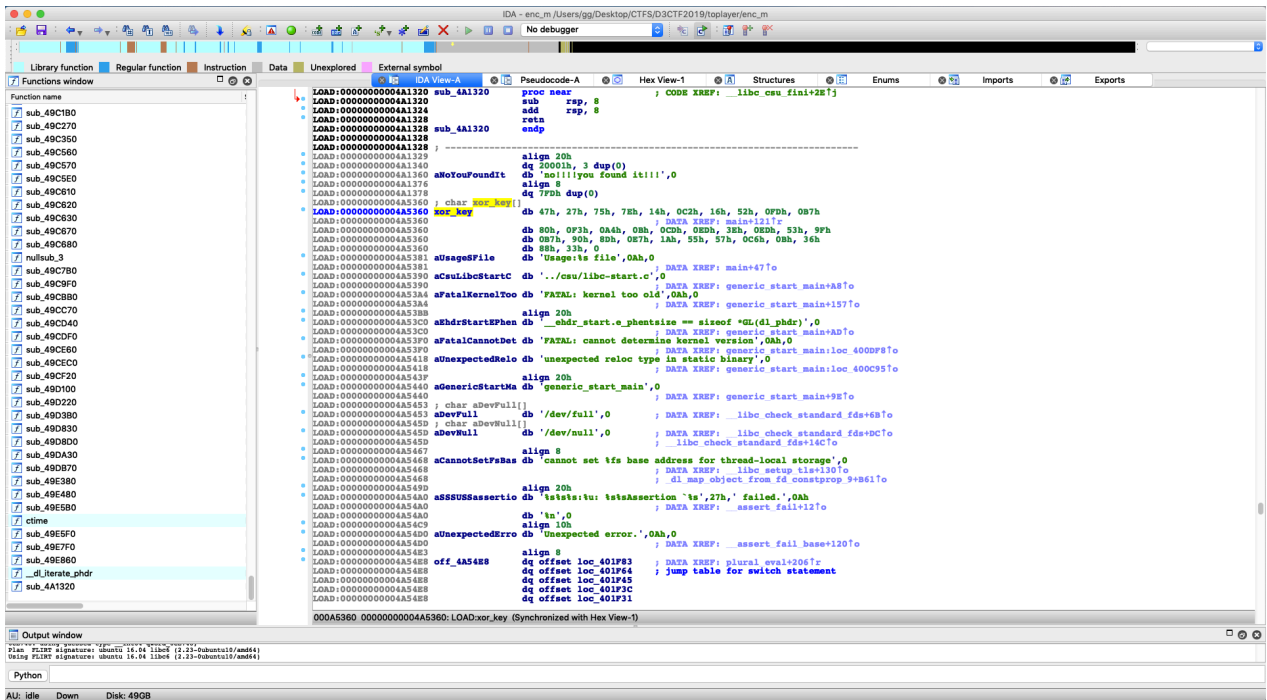 IDA - enc_m /Users/gg/Desktop/CTFS/D3CTF2019/toplayer/enc_m
No debugger
Library function Regular function Instruction Data Unexplored External symbol
Functions window
IDA View-A Pseudocode-A Hex View-1 Structures Enums Imports Exports
Function name
sub_49C1B0
sub_49C270
sub_49C350
sub_49C560
sub_49C570
sub_49C5E0
sub_49C610
sub_49C620
sub_49C630
sub_49C670
sub_49C680
nullsub_3
sub_49C7B0
sub_49C9F0
sub_49CBB0
sub_49CC70
sub_49CD40
sub_49CDF0
sub_49CE60
sub_49CEC0
sub_49CF20
sub_49D100
sub_49D220
sub_49D3B0
sub_49D830
sub_49D8D0
sub_49DA30
sub_49DB70
sub_49E380
sub_49E480
sub_49E5B0
ctime
sub_49E5F0
sub_49E7F0
sub_49E860
__dl_iterate_phdr
sub_4A1320
LOAD:00000000004A1320 sub_4A1320 proc near ; CODE XREF: __libc_csu_fini+2E↑j
LOAD:00000000004A1320 sub rsp, 8
LOAD:00000000004A1324 add rsp, 8
LOAD:00000000004A1328 retn
LOAD:00000000004A1328 sub_4A1320 endp
LOAD:00000000004A1328
LOAD:00000000004A1328 ; ---------------------------------------------------------------------------
LOAD:00000000004A1329 align 20h
LOAD:00000000004A1340 dq 20001h, 3 dup(0)
LOAD:00000000004A1360 aNoYouFoundIt db 'no!!!!you found it!!!',0
LOAD:00000000004A1376 align 8
LOAD:00000000004A1378 dq 7FDh dup(0)
LOAD:00000000004A5360 ; char xor_key[]
LOAD:00000000004A5360 xor_key db 47h, 27h, 75h, 7Eh, 14h, 0C2h, 16h, 52h, 0FDh, 0B7h
LOAD:00000000004A5360 ; DATA XREF: main+121↑r
LOAD:00000000004A5360 db 80h, 0F3h, 0A4h, 0Bh, 0CDh, 0EDh, 3Eh, 0EDh, 53h, 9Fh
LOAD:00000000004A5360 db 0B7h, 90h, 8Dh, 0E7h, 1Ah, 55h, 57h, 0C6h, 0Bh, 36h
LOAD:00000000004A5360 db 88h, 33h, 0
LOAD:00000000004A5381 aUsageSFile db 'Usage:%s file',0Ah,0
LOAD:00000000004A5381 ; DATA XREF: main+47↑o
LOAD:00000000004A5390 aCsuLibcStartC db '../csu/libc-start.c',0
LOAD:00000000004A5390 ; DATA XREF: generic_start_main+A8↑o
LOAD:00000000004A53A4 aFatalKernelToo db 'FATAL: kernel too old',0Ah,0
LOAD:00000000004A53A4 ; DATA XREF: generic_start_main+157↑o
LOAD:00000000004A53BB align 20h
LOAD:00000000004A53C0 aEhdrStartEPhen db '__ehdr_start.e_phentsize == sizeof *GL(dl_phdr)',0
LOAD:00000000004A53C0 ; DATA XREF: generic_start_main+AD↑o
LOAD:00000000004A53F0 aFatalCannotDet db 'FATAL: cannot determine kernel version',0Ah,0
LOAD:00000000004A53F0 ; DATA XREF: generic_start_main:loc_400DF8↑o
LOAD:00000000004A5418 aUnexpectedRelo db 'unexpected reloc type in static binary',0
LOAD:00000000004A5418 ; DATA XREF: generic_start_main:loc_400C95↑o
LOAD:00000000004A543F align 20h
LOAD:00000000004A5440 aGenericStartMa db 'generic_start_main',0
LOAD:00000000004A5440 ; DATA XREF: generic_start_main+9E↑o
LOAD:00000000004A5453 ; char aDevFull[]
LOAD:00000000004A5453 aDevFull db '/dev/full',0 ; DATA XREF: __libc_check_standard_fds+6B↑o
LOAD:00000000004A545D ; char aDevNull[]
LOAD:00000000004A545D aDevNull db '/dev/null',0 ; DATA XREF: __libc_check_standard_fds+DC↑o
LOAD:00000000004A545D ; __libc_check_standard_fds+14C↑o
LOAD:00000000004A5467 align 8
LOAD:00000000004A5468 aCannotSetFsBas db 'cannot set %fs base address for thread-local storage',0
LOAD:00000000004A5468 ; DATA XREF: __libc_setup_tls+130↑o
LOAD:00000000004A5468 ; _dl_map_object_from_fd_constprop_9+B61↑o
LOAD:00000000004A549D align 20h
LOAD:00000000004A54A0 aSSSUSSassertio db '%s%s%s:%u: %s%sAssertion `%s',27h,' failed.',0Ah
LOAD:00000000004A54A0 ; DATA XREF: __assert_fail+12↑o
LOAD:00000000004A54A0 db '%n',0
LOAD:00000000004A54C9 align 10h
LOAD:00000000004A54D0 aUnexpectedErro db 'Unexpected error.',0Ah,0
LOAD:00000000004A54D0 ; DATA XREF: __assert_fail_base+120↑o
LOAD:00000000004A54E3 align 8
LOAD:00000000004A54E8 off_4A54E8 dq offset loc_401F83 ; DATA XREF: plural_eval+206↑r
LOAD:00000000004A54E8 dq offset loc_401F64 ; jump table for switch statement
LOAD:00000000004A54E8 dq offset loc_401F45
LOAD:00000000004A54E8 dq offset loc_401F3C
LOAD:00000000004A54E8 dq offset loc_401F31
000A5360 00000000004A5360: LOAD:xor_key (Synchronized with Hex View-1)
Output window
Plan FLIRT signature: ubuntu 16.04 libc6 (2.23-0ubuntu10/amd64)
Using FLIRT signature: ubuntu 16.04 libc6 (2.23-0ubuntu10/amd64)
Python
AU: idle Down Disk: 49GB